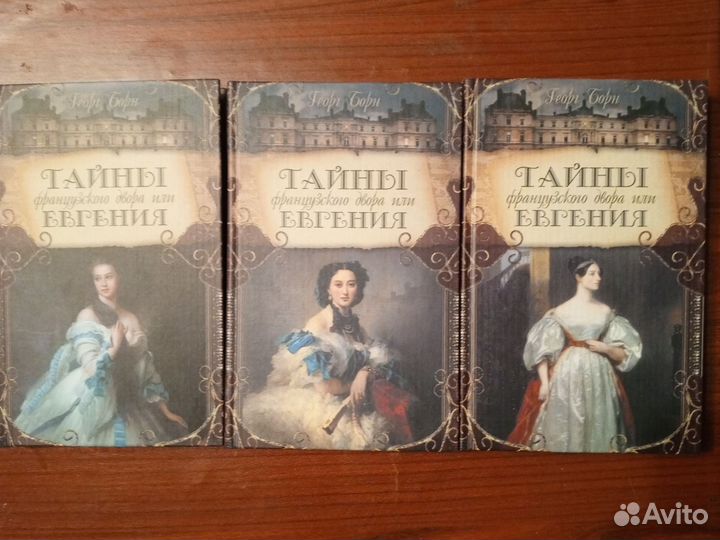 Георг Борн
ТАЙНЫ
французского двора или
ЕВГЕНИЯ
Георг Борн
ТАЙНЫ
французского двора или
ЕВГЕНИЯ
Георг Борн
ТАЙНЫ
французского двора или
ЕВГЕНИЯ
Avito